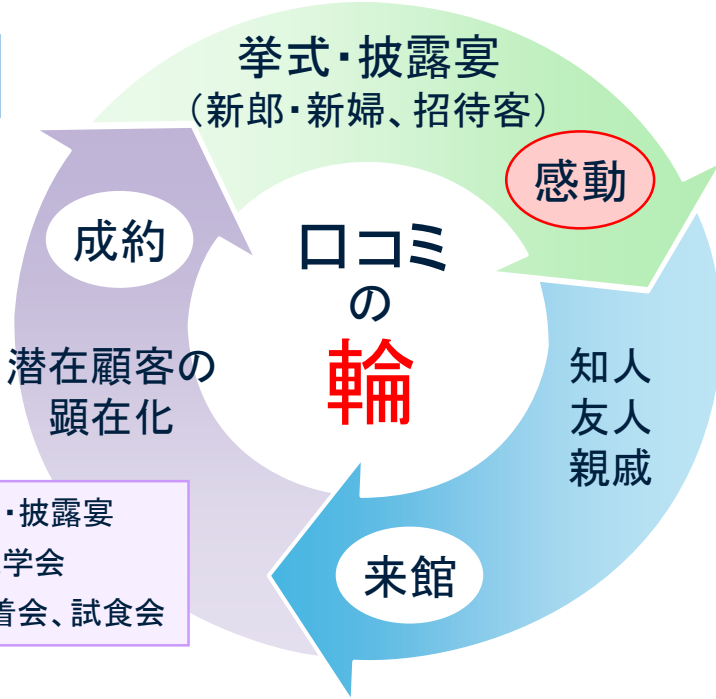 挙式・披露宴
（新郎・新婦、招待客）
感動
成約
口コミ
の
輪
潜在顧客の
顕在化
知人
友人
親戚
・披露宴
学会
着会、試食会
来館